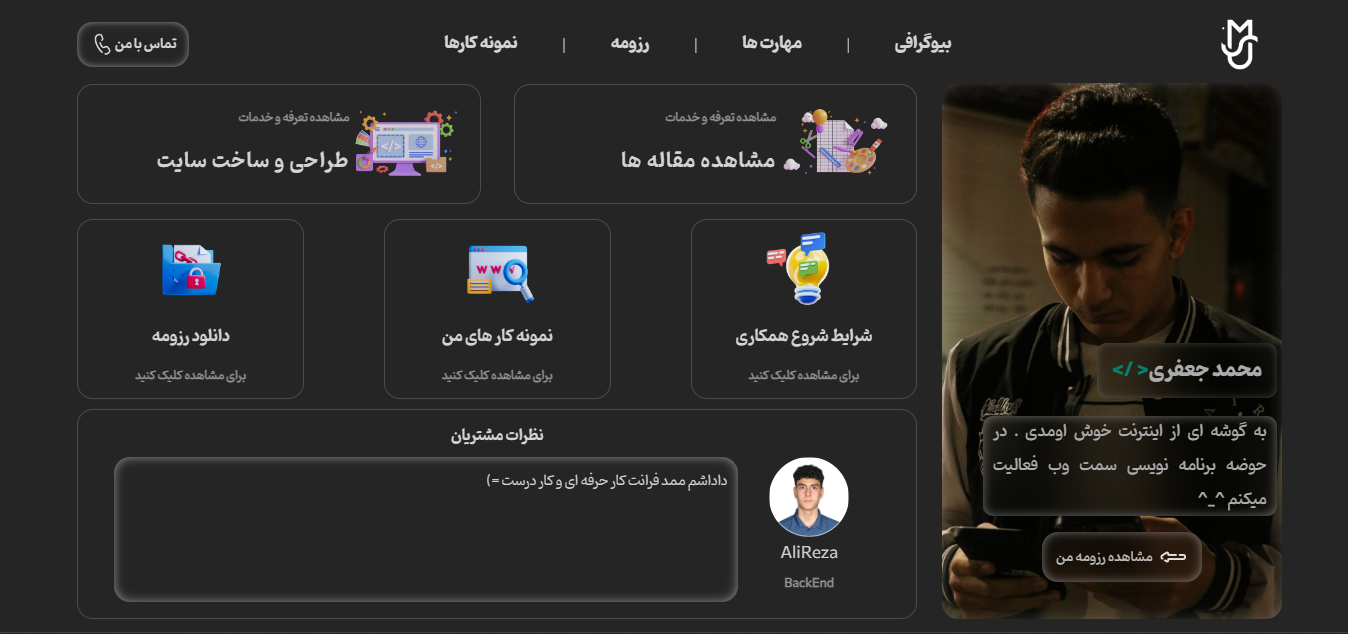 بیوگرافی | مهارت ها | رزومه | نمونه کارها
تماس با من
محمد جعفری</ >
به گوشه ای از اینترنت خوش اومدی . در
حوضه برنامه نویسی سمت وب فعالیت
میکنم ^_^
مشاهده رزومه من
مشاهده تعرفه و خدمات
مشاهده مقاله ها
مشاهده تعرفه و خدمات
طراحی و ساخت سایت
</>
</>
شرایط شروع همکاری
برای مشاهده کلیک کنید
WWW
نمونه کار های من
برای مشاهده کلیک کنید
دانلود رزومه
برای مشاهده کلیک کنید
نظرات مشتریان
داداشم ممد فرانت کار حرفه ای و کار درست =)
AliReza
BackEnd